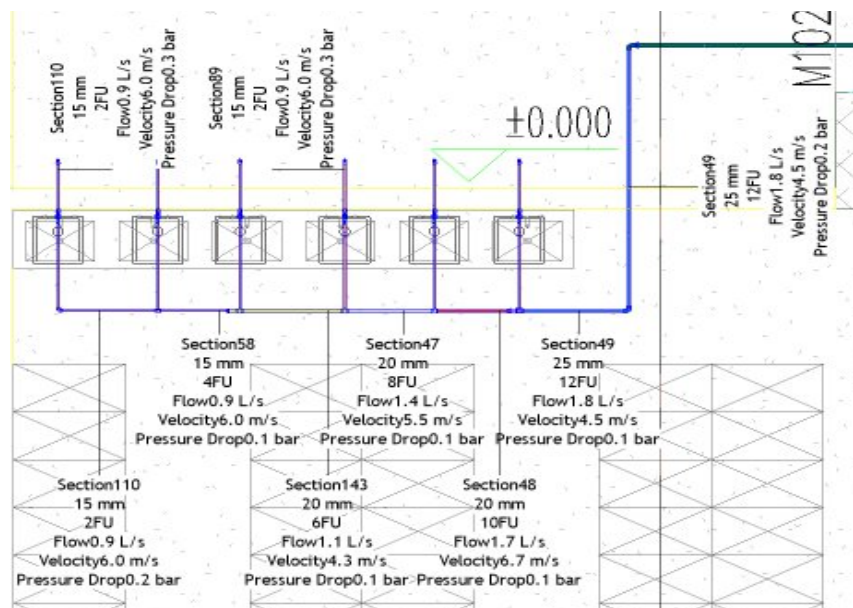 Section110
15 mm
2FU
Flow0.9 L/s
Velocity6.0 m/s
Pressure Drop0.3 bar
Section89
15 mm
2FU
Flow0.9 L/s
Velocity6.0 m/s
Pressure Drop0.3 bar
±0.000
M102
Section49
25 mm
12FU
Flow1.8 L/s
Velocity4.5 m/s
Pressure Drop0.2 bar
Section58
15 mm
4FU
Flow0.9 L/s
Velocity6.0 m/s
Pressure Drop0.1 bar
Section47
20 mm
8FU
Flow1.4 L/s
Velocity5.5 m/s
Pressure Drop0.1 bar
Section49
25 mm
12FU
Flow1.8 L/s
Velocity4.5 m/s
Pressure Drop0.1 bar
Section110
15 mm
2FU
Flow0.9 L/s
Velocity6.0 m/s
Pressure Drop0.2 bar
Section143
20 mm
6FU
Flow1.1 L/s
Velocity4.3 m/s
Pressure Drop0.1 bar
Section48
20 mm
10FU
Flow1.7 L/s
Velocity6.7 m/s
Pressure Drop0.1 bar